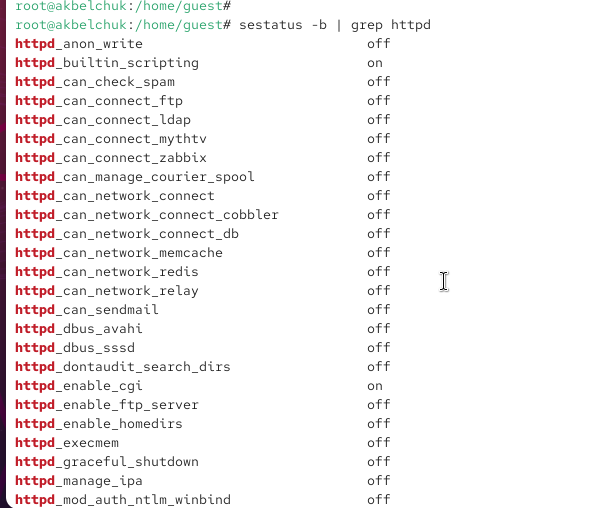 root@akbelchuk:/home/guest#
root@akbelchuk:/home/guest# sestatus -b | grep httpd
httpd_anon_write off
httpd_builtin_scripting on
httpd_can_check_spam off
httpd_can_connect_ftp off
httpd_can_connect_ldap off
httpd_can_connect_mythtv off
httpd_can_connect_zabbix off
httpd_can_manage_courier_spool off
httpd_can_network_connect off
httpd_can_network_connect_cobbler off
httpd_can_network_connect_db off
httpd_can_network_memcache off
httpd_can_network_redis off
httpd_can_network_relay off
httpd_can_sendmail off
httpd_dbus_avahi off
httpd_dbus_sssd off
httpd_dontaudit_search_dirs off
httpd_enable_cgi on
httpd_enable_ftp_server off
httpd_enable_homedirs off
httpd_execmem off
httpd_graceful_shutdown off
httpd_manage_ipa off
httpd_mod_auth_ntlm_winbind off